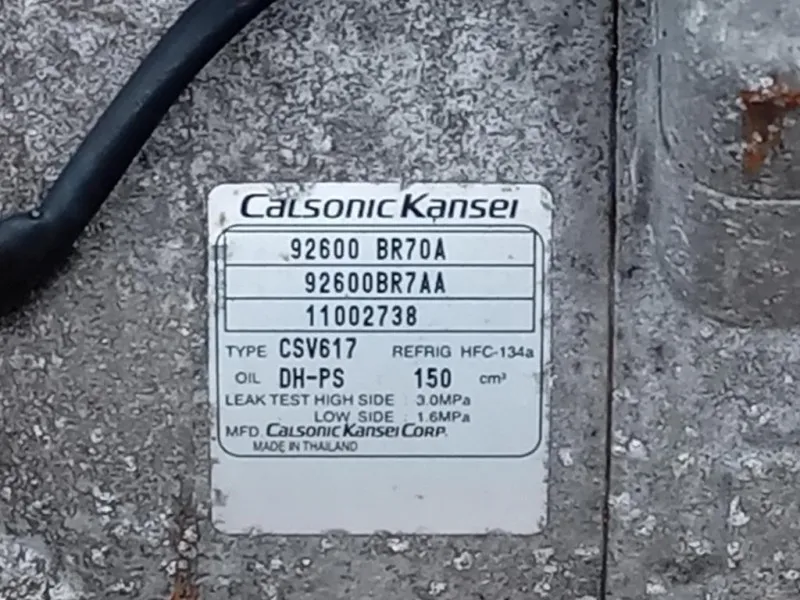 CalsonicKansei
92600 BR70A
92600BR7AA
11002738
TYPE CSV617 REFRIG HFC-134a
OIL DH-PS 150 cm³
LEAK TEST HIGH SIDE : 3.0MPa
LOW SIDE : 1.6MPa
MFD. CalsonicKansei Corp.
MADE IN THAILAND